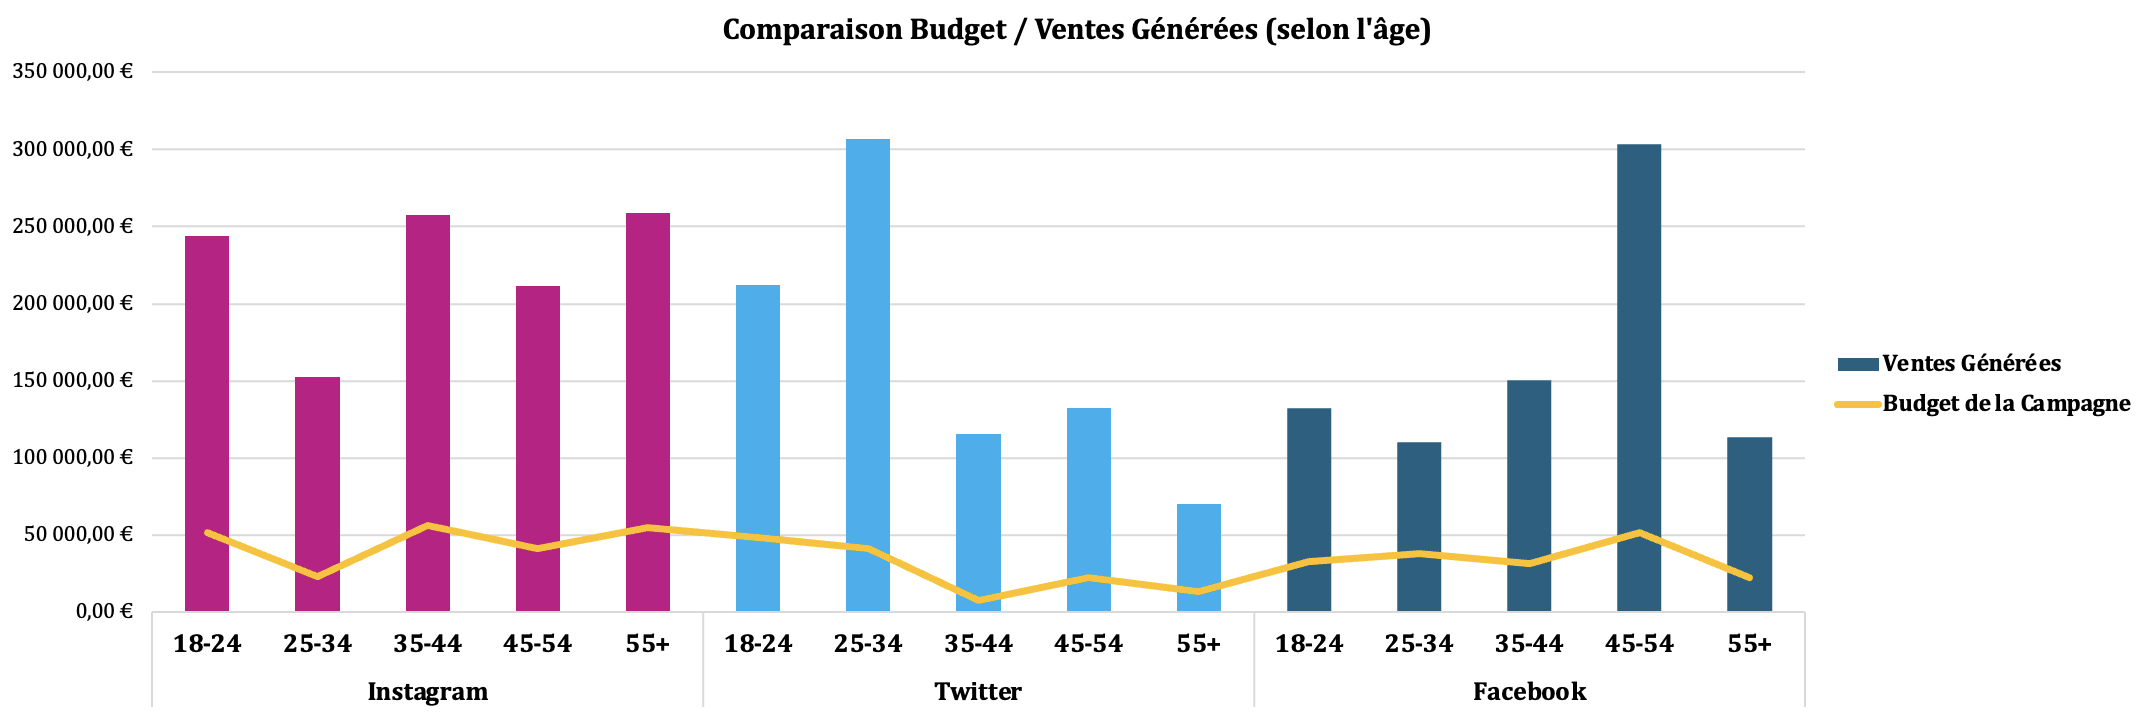 Comparaison Budget / Ventes Générées (selon l'âge)
350 000,00 €
300 000,00 €
250 000,00 €
200 000,00 €
150 000,00 €
100 000,00 €
50 000,00 €
0,00 €
18-24 25-34 35-44 45-54 55+ 18-24 25-34 35-44 45-54 55+ 18-24 25-34 35-44 45-54 55+
Instagram Twitter Facebook
Ventes Générées
Budget de la Campagne